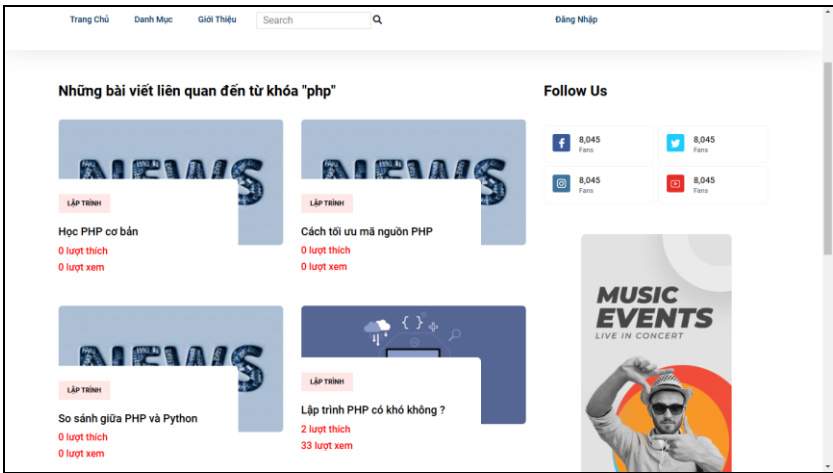 Trang Chủ Danh Mục Giới Thiệu Search Đăng Nhập
Những bài viết liên quan đến từ khóa "php"
NEWS
LẬP TRÌNH
Học PHP cơ bản
0 lượt thích
0 lượt xem
NEWS
LẬP TRÌNH
Cách tối ưu mã nguồn PHP
0 lượt thích
0 lượt xem
NEWS
LẬP TRÌNH
So sánh giữa PHP và Python
0 lượt thích
0 lượt xem
{ }
LẬP TRÌNH
Lập trình PHP có khó không ?
2 lượt thích
33 lượt xem
Follow Us
8,045
Fans
8,045
Fans
8,045
Fans
8,045
Fans
MUSIC
EVENTS
LIVE IN CONCERT